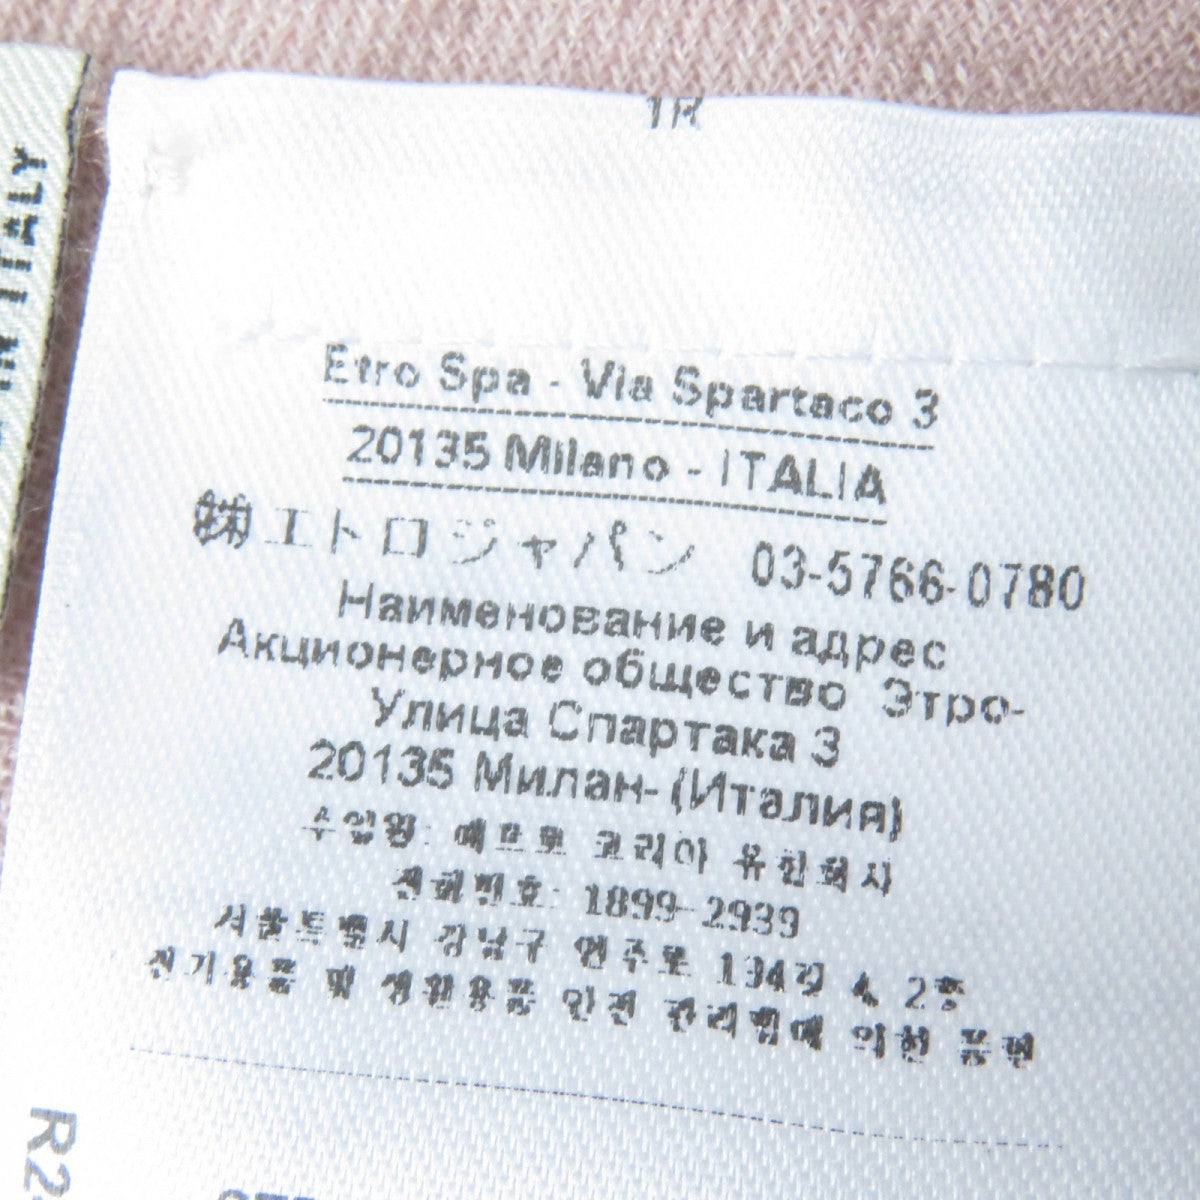 IN ITALY
Etro Spa - Via Spartaco 3
20135 Milano - ITALIA
㈱エトロジャパン 03-5766-0780
Наименование и адрес
Акционерное общество Этро-
Улица Спартака 3
20135 Милан- (Италия)
수입원: 에트로 코리아 유한회사
전화번호: 1899-2939
서울특별시 강남구 언주로 134길 4, 2층
전기용품 및 생활용품 안전 관리법에 의한 품현